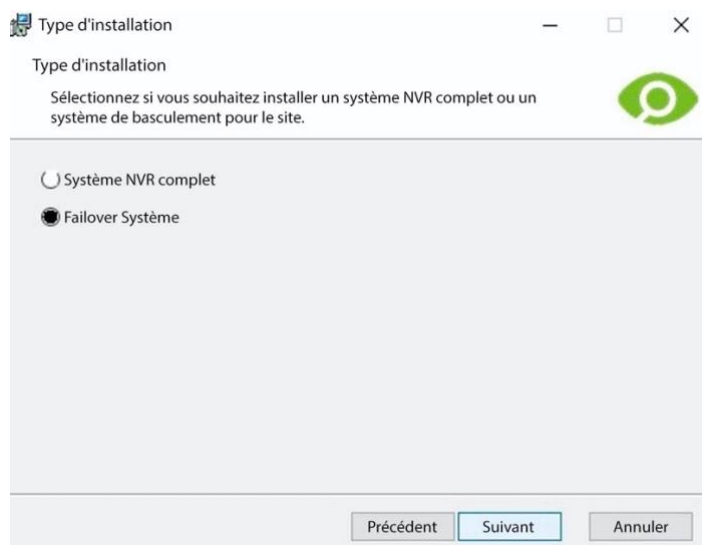 Type d'installation
Type d'installation
Sélectionnez si vous souhaitez installer un système NVR complet ou un
système de basculement pour le site.
Système NVR complet
Failover Système
Précédent
Suivant
Annuler